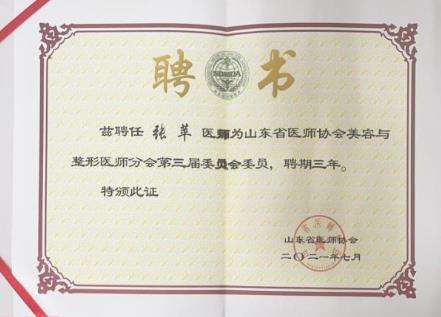 聘书
SDMDA
兹聘任 张苹 医师为山东省医师协会美容与
整形医师分会第三届委员会委员，聘期三年。
特颁此证
山东省医师协会
二〇二一年七月